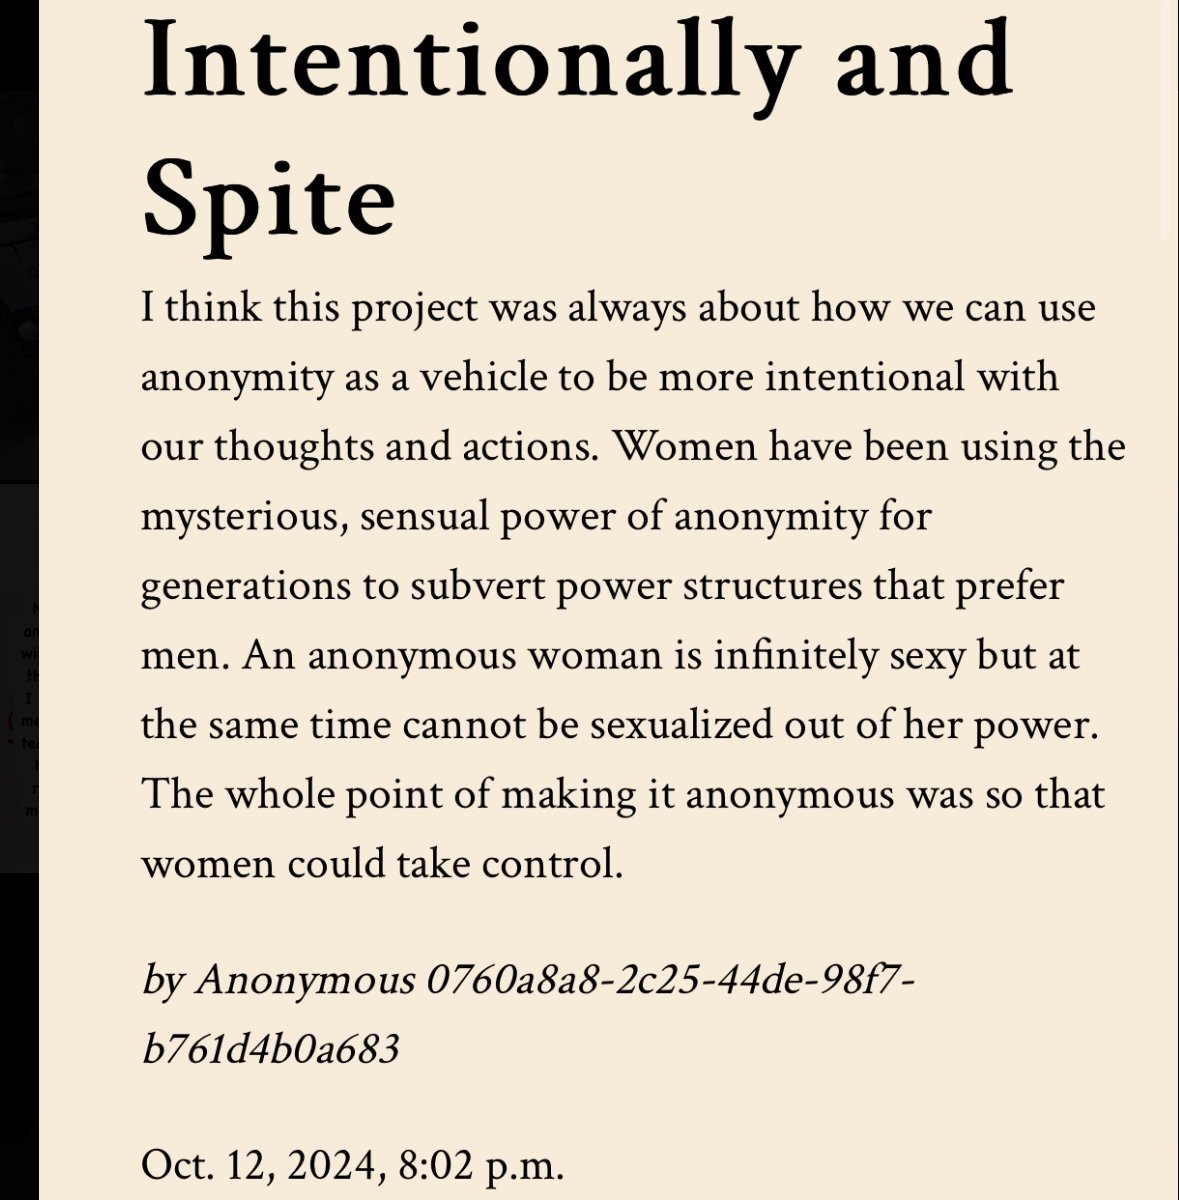 Intentionally and
Spite
I think this project was always about how we can use
anonymity as a vehicle to be more intentional with
our thoughts and actions. Women have been using the
mysterious, sensual power of anonymity for
generations to subvert power structures that prefer
men. An anonymous woman is infinitely sexy but at
the same time cannot be sexualized out of her power.
The whole point of making it anonymous was so that
women could take control.
by Anonymous 0760a8a8-2c25-44de-98f7-
b761d4b0a683
Oct. 12, 2024, 8:02 p.m.